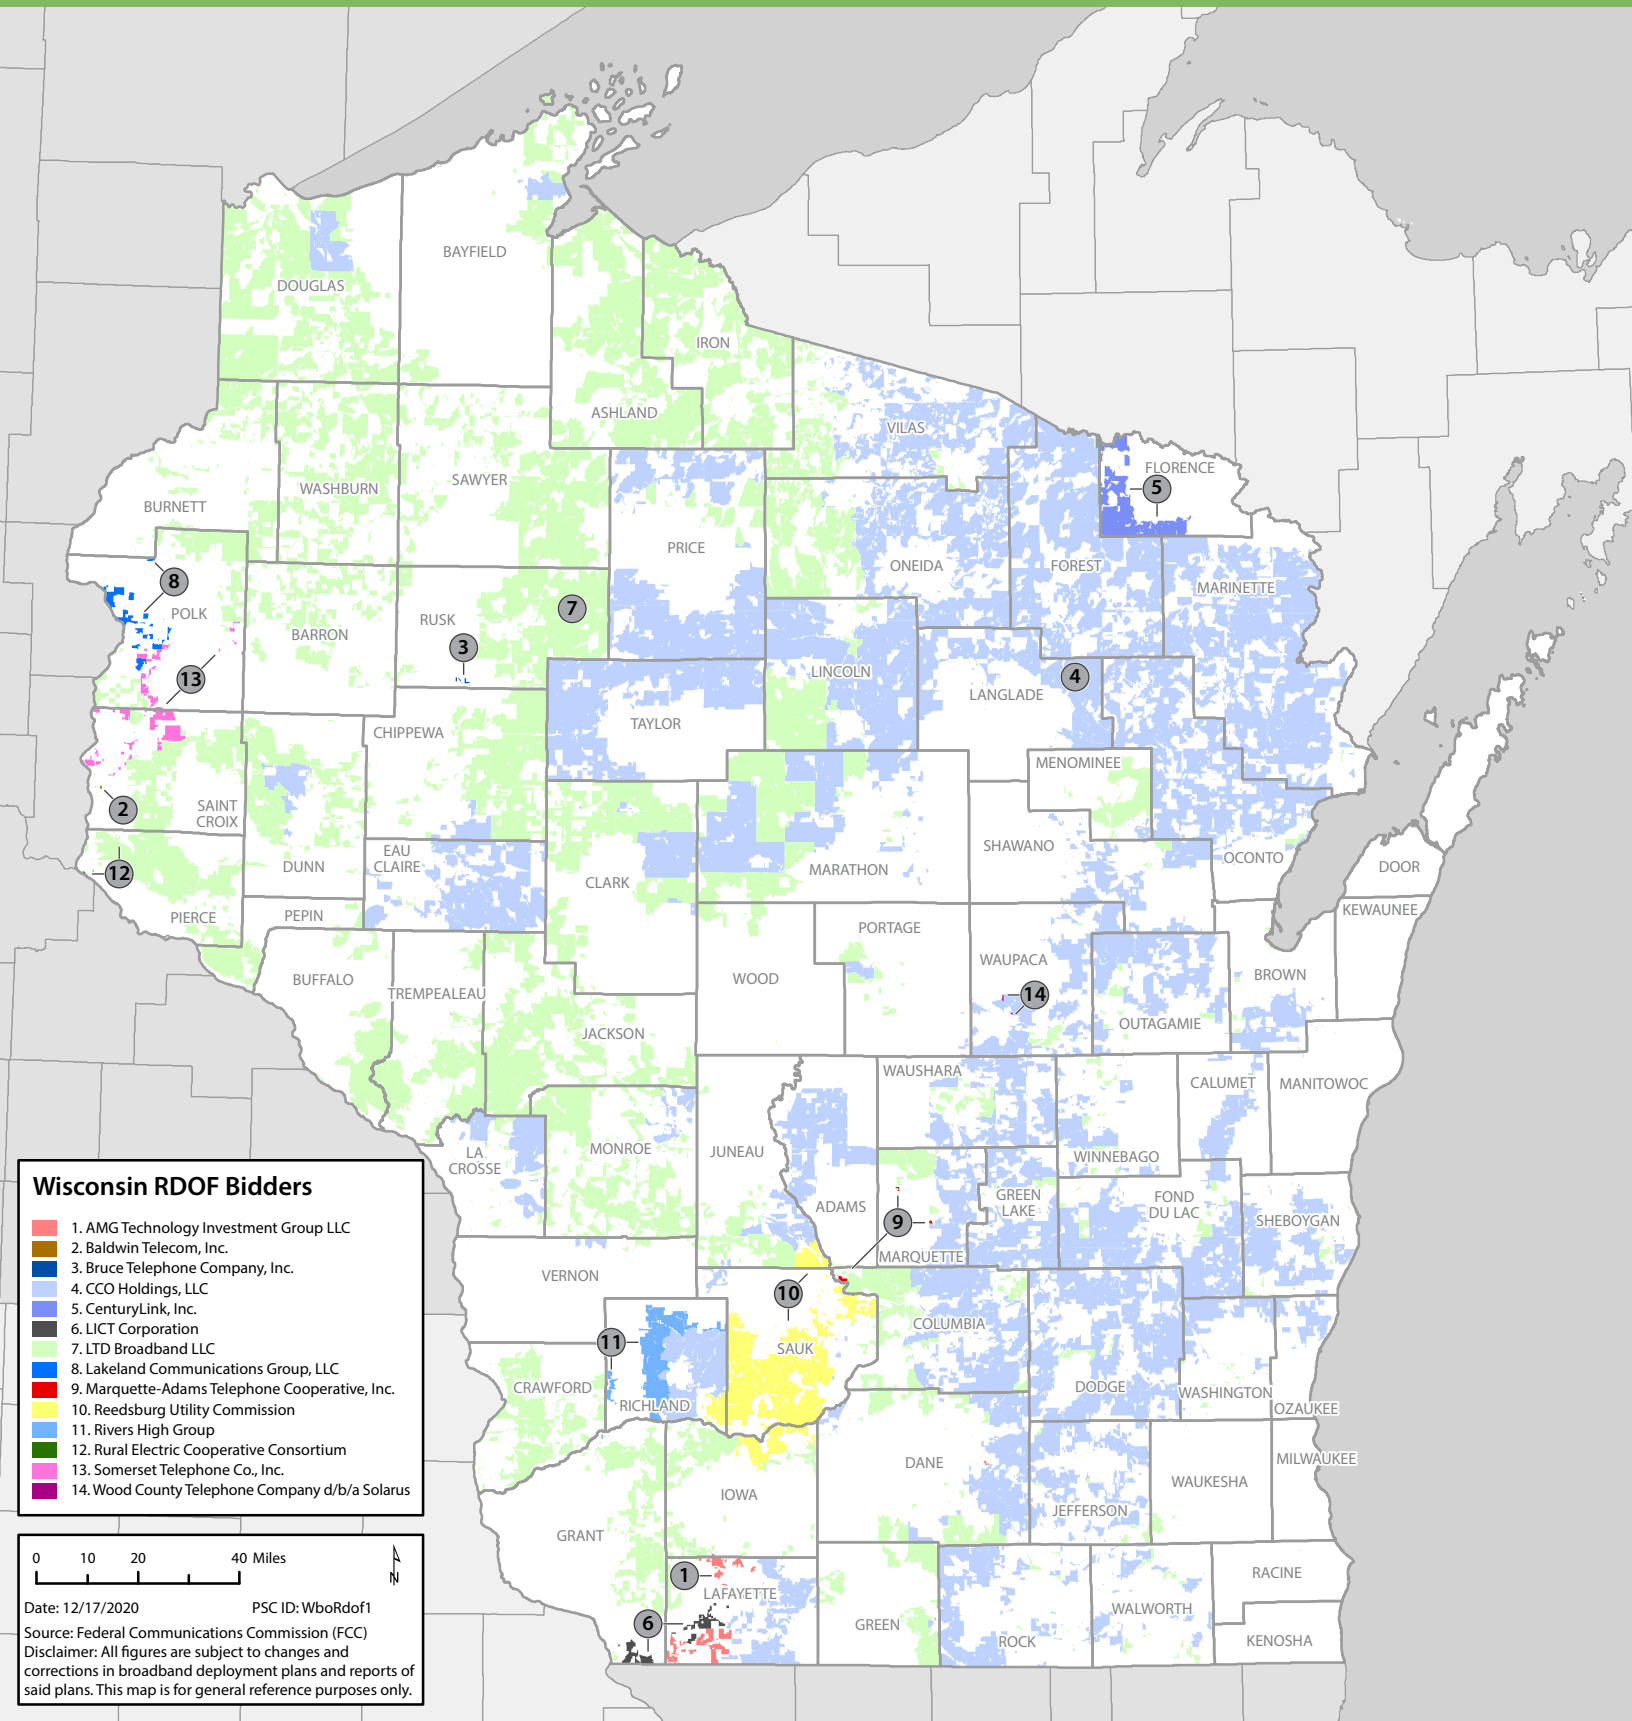 BAYFIELD
DOUGLAS
IRON
ASHLAND
VILAS
FLORENCE
5
SAWYER
WASHBURN
BURNETT
PRICE
ONEIDA
FOREST
MARINETTE
8
POLK
7
RUSK
BARRON
3
13
LINCOLN
4
LANGLADE
TAYLOR
CHIPPEWA
MENOMINEE
2
SAINT
CROIX
EAU
CLAIRE
SHAWANO
OCONTO
DOOR
12
DUNN
CLARK
MARATHON
KEWAUNEE
PIERCE
PEPIN
PORTAGE
WAUPACA
BROWN
BUFFALO
TREMPEALEAU
WOOD
14
OUTAGAMIE
JACKSON
WAUSHARA
CALUMET
MANITOWOC
MONROE
JUNEAU
LA
CROSSE
WINNEBAGO
ADAMS
GREEN
LAKE
FOND
DU LAC
SHEBOYGAN
9
MARQUETTE
VERNON
10
COLUMBIA
11
SAUK
CRAWFORD
RICHLAND
DODGE
WASHINGTON
OZAUKEE
DANE
MILWAUKEE
WAUKESHA
IOWA
JEFFERSON
GRANT
1
LAFAYETTE
RACINE
6
GREEN
ROCK
WALWORTH
KENOSHA
Wisconsin RDOF Bidders
1. AMG Technology Investment Group LLC
2. Baldwin Telecom, Inc.
3. Bruce Telephone Company, Inc.
4. CCO Holdings, LLC
5. CenturyLink, Inc.
6. LICT Corporation
7. LTD Broadband LLC
8. Lakeland Communications Group, LLC
9. Marquette-Adams Telephone Cooperative, Inc.
10. Reedsburg Utility Commission
11. Rivers High Group
12. Rural Electric Cooperative Consortium
13. Somerset Telephone Co., Inc.
14. Wood County Telephone Company d/b/a Solarus
0 10 20 40 Miles
N
Date: 12/17/2020 PSC ID: WboRdof1
Source: Federal Communications Commission (FCC)
Disclaimer: All figures are subject to changes and
corrections in broadband deployment plans and reports of
said plans. This map is for general reference purposes only.